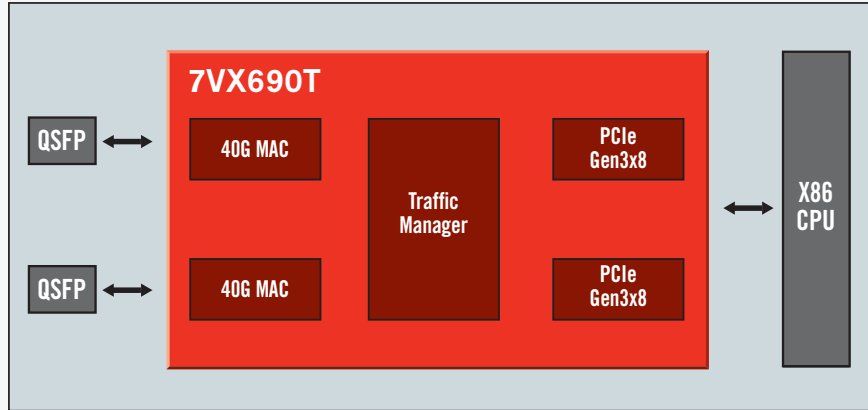 7VX690T
QSFP
40G MAC
Traffic
Manager
PCIe
Gen3x8
X86
CPU
QSFP
40G MAC
PCIe
Gen3x8